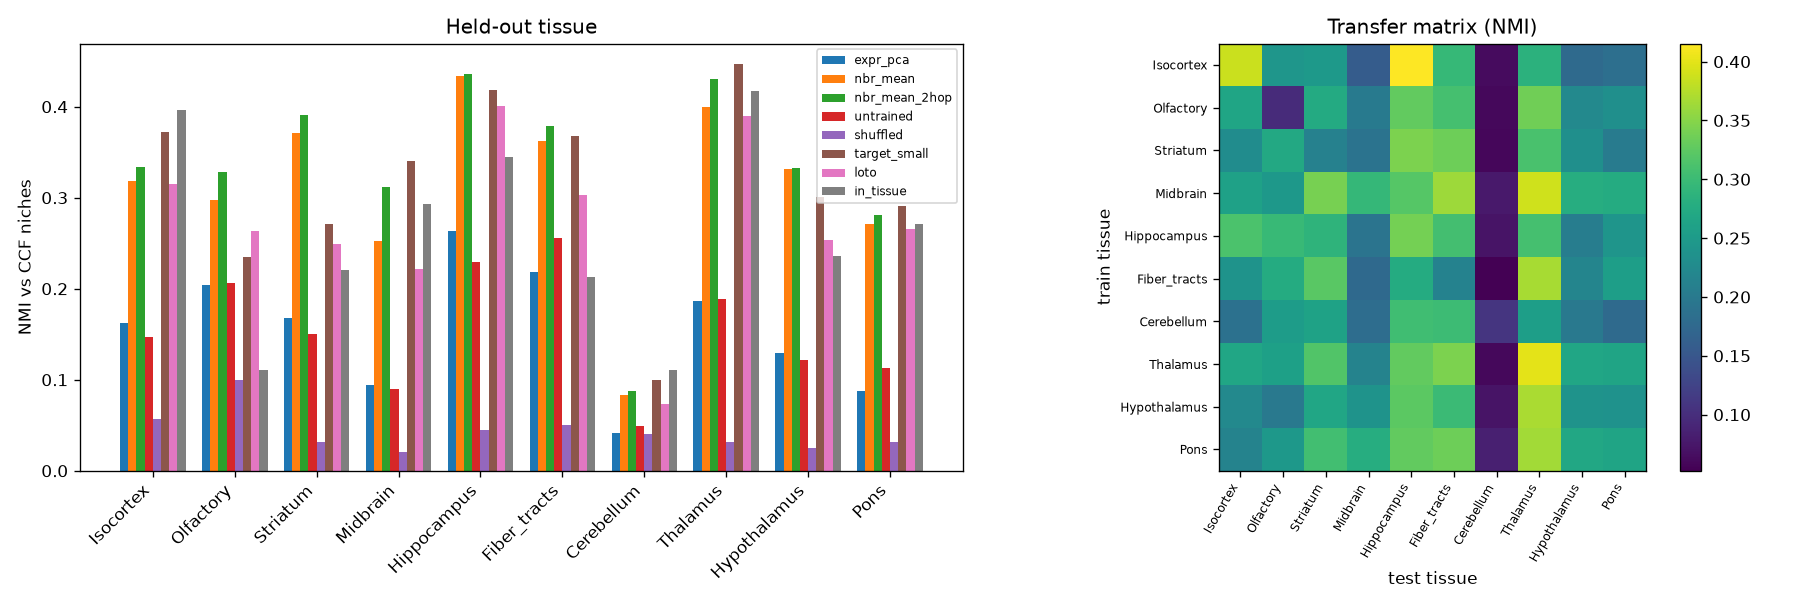 Held-out tissue
NMI vs CCF niches
0.4
0.3
0.2
0.1
0.0
expr_pca
nbr_mean
nbr_mean_2hop
untrained
shuffled
target_small
loto
in_tissue
Isocortex
Olfactory
Striatum
Midbrain
Hippocampus
Fiber_tracts
Cerebellum
Thalamus
Hypothalamus
Pons
Transfer matrix (NMI)
train tissue
Isocortex
Olfactory
Striatum
Midbrain
Hippocampus
Fiber_tracts
Cerebellum
Thalamus
Hypothalamus
Pons
Isocortex
Olfactory
Striatum
Midbrain
Hippocampus
Fiber_tracts
Cerebellum
Thalamus
Hypothalamus
Pons
test tissue
0.40
0.35
0.30
0.25
0.20
0.15
0.10